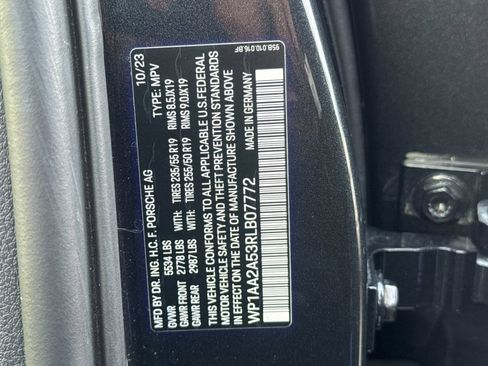 95B.010.016.BF
MFD BY DR. ING. H.C. F. PORSCHE AG 10/23
GVWR 5534 LBS TYPE: MPV
GAWR FRONT 2778 LBS WITH: TIRES 235/55 R19 RIMS 8.5JX19
GAWR REAR 2987 LBS WITH: TIRES 255/50 R19 RIMS 9.0JX19
THIS VEHICLE CONFORMS TO ALL APPLICABLE U.S. FEDERAL
MOTOR VEHICLE SAFETY AND THEFT PREVENTION STANDARDS
IN EFFECT ON THE DATE OF MANUFACTURE SHOWN ABOVE
WP1AA2A53RLB07772 MADE IN GERMANY